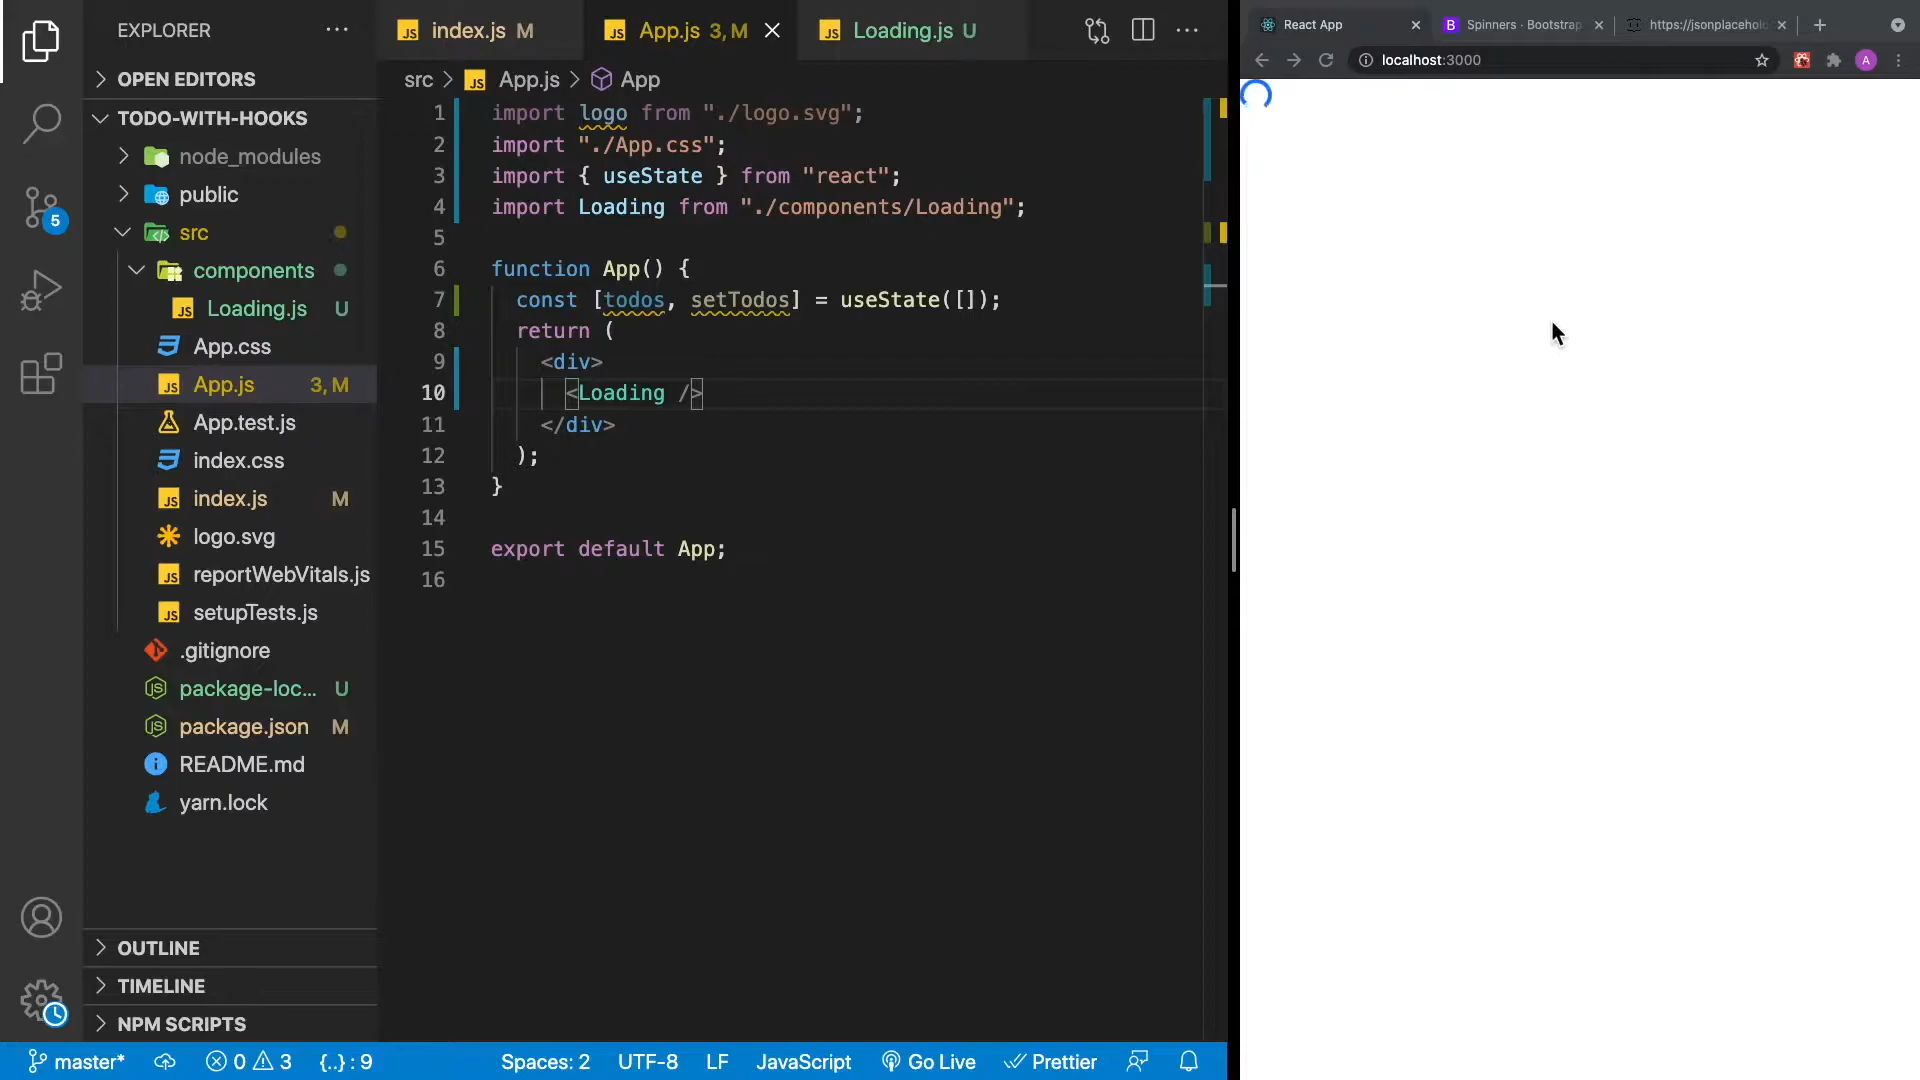 EXPLORER
OPEN EDITORS
TODO-WITH-HOOKS
node_modules
public
src
components
Loading.js U
App.css
App.js 3, M
App.test.js
index.css
index.js M
logo.svg
reportWebVitals.js
setupTests.js
.gitignore
package-loc... U
package.json M
README.md
yarn.lock
OUTLINE
TIMELINE
NPM SCRIPTS
5
index.js M
App.js 3, M
Loading.js U
src > JS App.js > App
1 import logo from "./logo.svg";
2 import "./App.css";
3 import { useState } from "react";
4 import Loading from "./components/Loading";
5
6 function App() {
7 const [todos, setTodos] = useState([]);
8 return (
9 <div>
10 <Loading />
11 </div>
12 );
13 }
14
15 export default App;
16
master* 0 3 {..} : 9 Spaces: 2 UTF-8 LF JavaScript Go Live Prettier
React App
Spinners · Bootstrap
https://jsonplacehol
localhost:3000
A